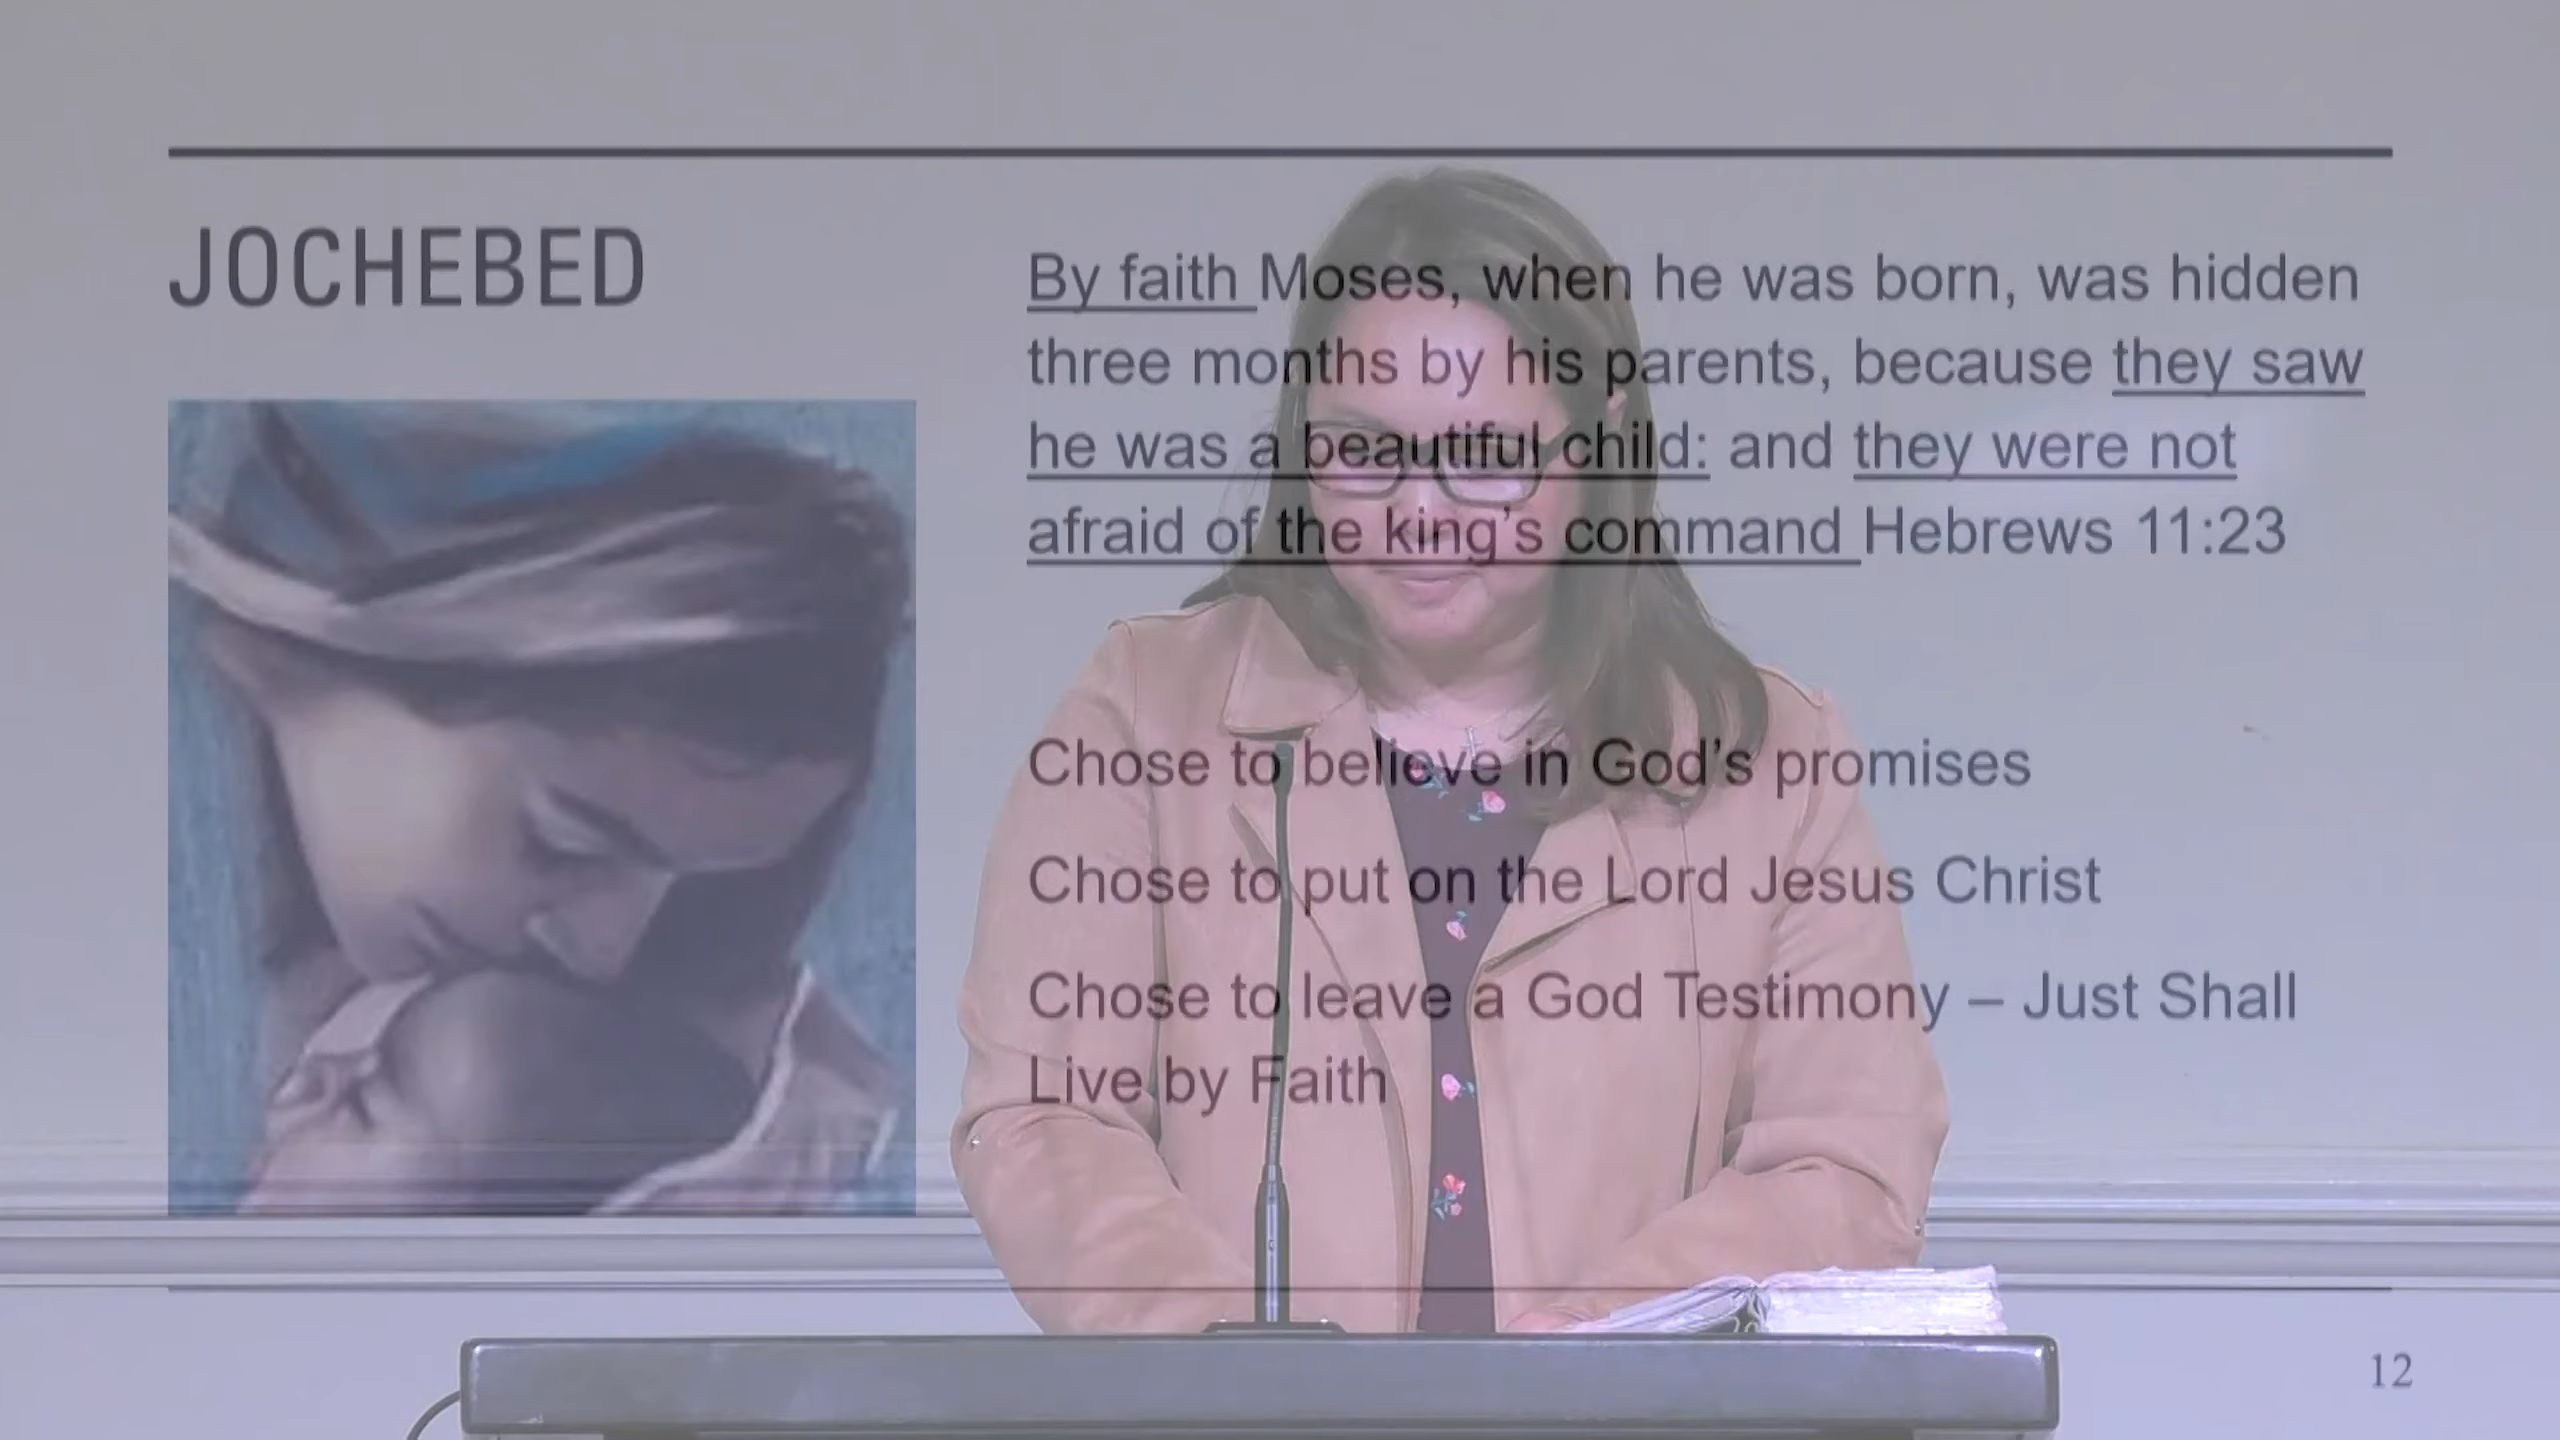 JOCHEBED
By faith Moses, when he was born, was hidden
three months by his parents, because they saw
he was a beautiful child: and they were not
afraid of the king's command Hebrews 11:23
Chose to believe in God's promises
Chose to put on the Lord Jesus Christ
Chose to leave a God Testimony – Just Shall
Live by Faith
12